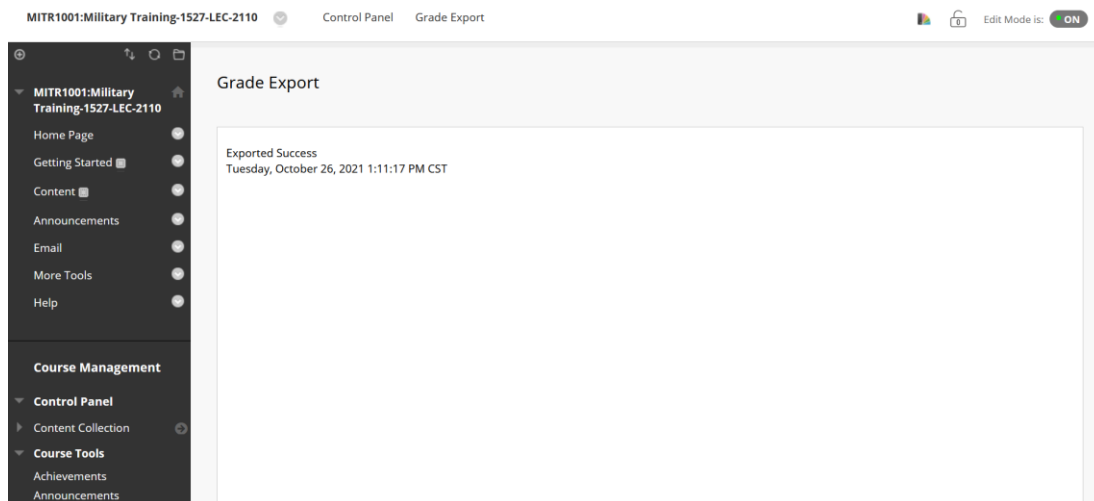 MITR1001:Military Training-1527-LEC-2110 Control Panel Grade Export Edit Mode is: ON
MITR1001:Military
Training-1527-LEC-2110
Home Page
Getting Started
Content
Announcements
Email
More Tools
Help
Course Management
Control Panel
Content Collection
Course Tools
Achievements
Announcements
Grade Export
Exported Success
Tuesday, October 26, 2021 1:11:17 PM CST